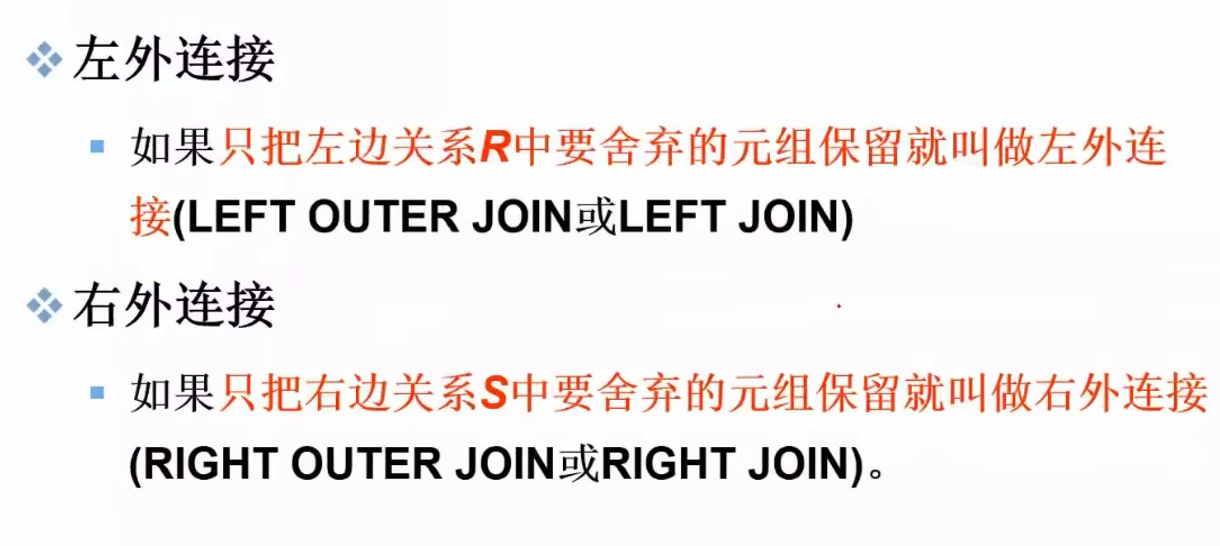 左外连接
如果只把左边关系R中要舍弃的元组保留就叫做左外连
接(LEFT OUTER JOIN或LEFT JOIN)
右外连接
如果只把右边关系S中要舍弃的元组保留就叫做右外连接
(RIGHT OUTER JOIN或RIGHT JOIN)。